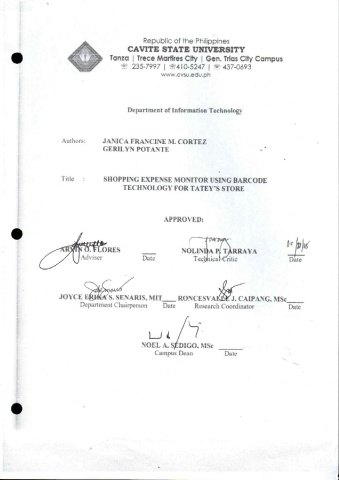 Republic of the Philippines
CAVITE STATE UNIVERSITY
Tanza | Trece Martires City | Gen. Trias City Campus
☏ 235-7997 | ☏410-5247 | ☏ 437-0693
www.cvsu.edu.ph
Department of Information Technology
Authors: JANICA FRANCINE M. CORTEZ
GERILYN POTANTE
Title : SHOPPING EXPENSE MONITOR USING BARCODE
TECHNOLOGY FOR TATEY'S STORE
APPROVED:
ARVIN O. FLORES NOLINDA P. TARRAYA
Adviser Date Technical Critic Date
JOYCE ERIKA S. SENARIS, MIT RONCESVALLE J. CAIPANG, MSc
Department Chairperson Date Research Coordinator Date
NOEL A. SEDIGO, MSc
Campus Dean Date